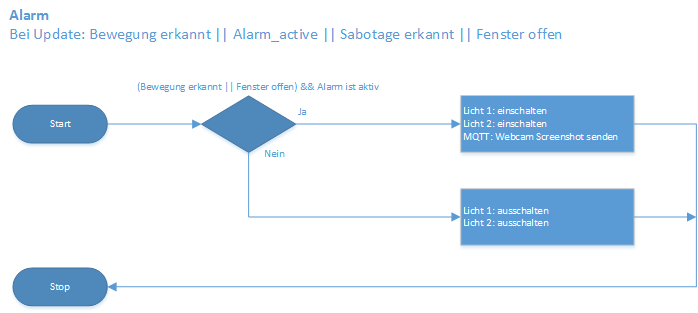 Alarm
Bei Update: Bewegung erkannt || Alarm_active || Sabotage erkannt || Fenster offen
(Bewegung erkannt || Fenster offen) && Alarm ist aktiv
Start
Ja
Licht 1: einschalten
Licht 2: einschalten
MQTT: Webcam Screenshot senden
Nein
Licht 1: ausschalten
Licht 2: ausschalten
Stop